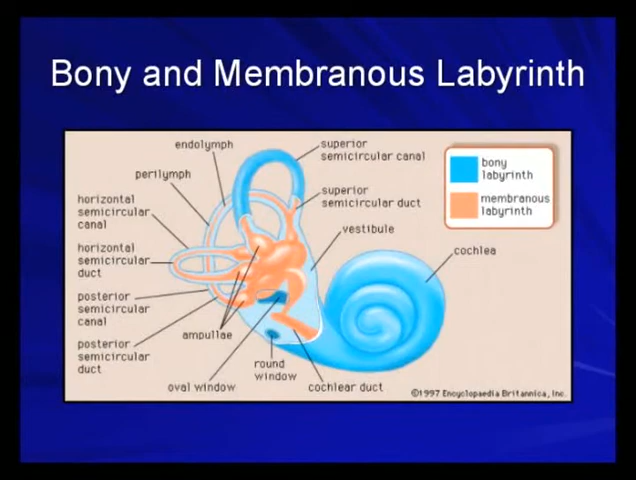 Bony and Membranous Labyrinth
endolymph
superior
semicircular canal
perilymph
superior
semicircular duct
bony
labyrinth
membranous
labyrinth
horizontal
semicircular
canal
vestibule
cochlea
horizontal
semicircular
duct
posterior
semicircular
canal
ampullae
posterior
semicircular
duct
round
window
oval window
cochlear duct
©1997 Encyclopaedia Britannica, Inc.